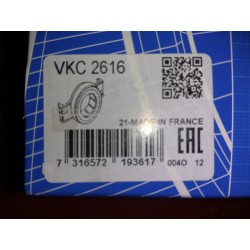 VKC 2616
21-MADE IN FRANCE
EAC
7 316572 193617
004O 12